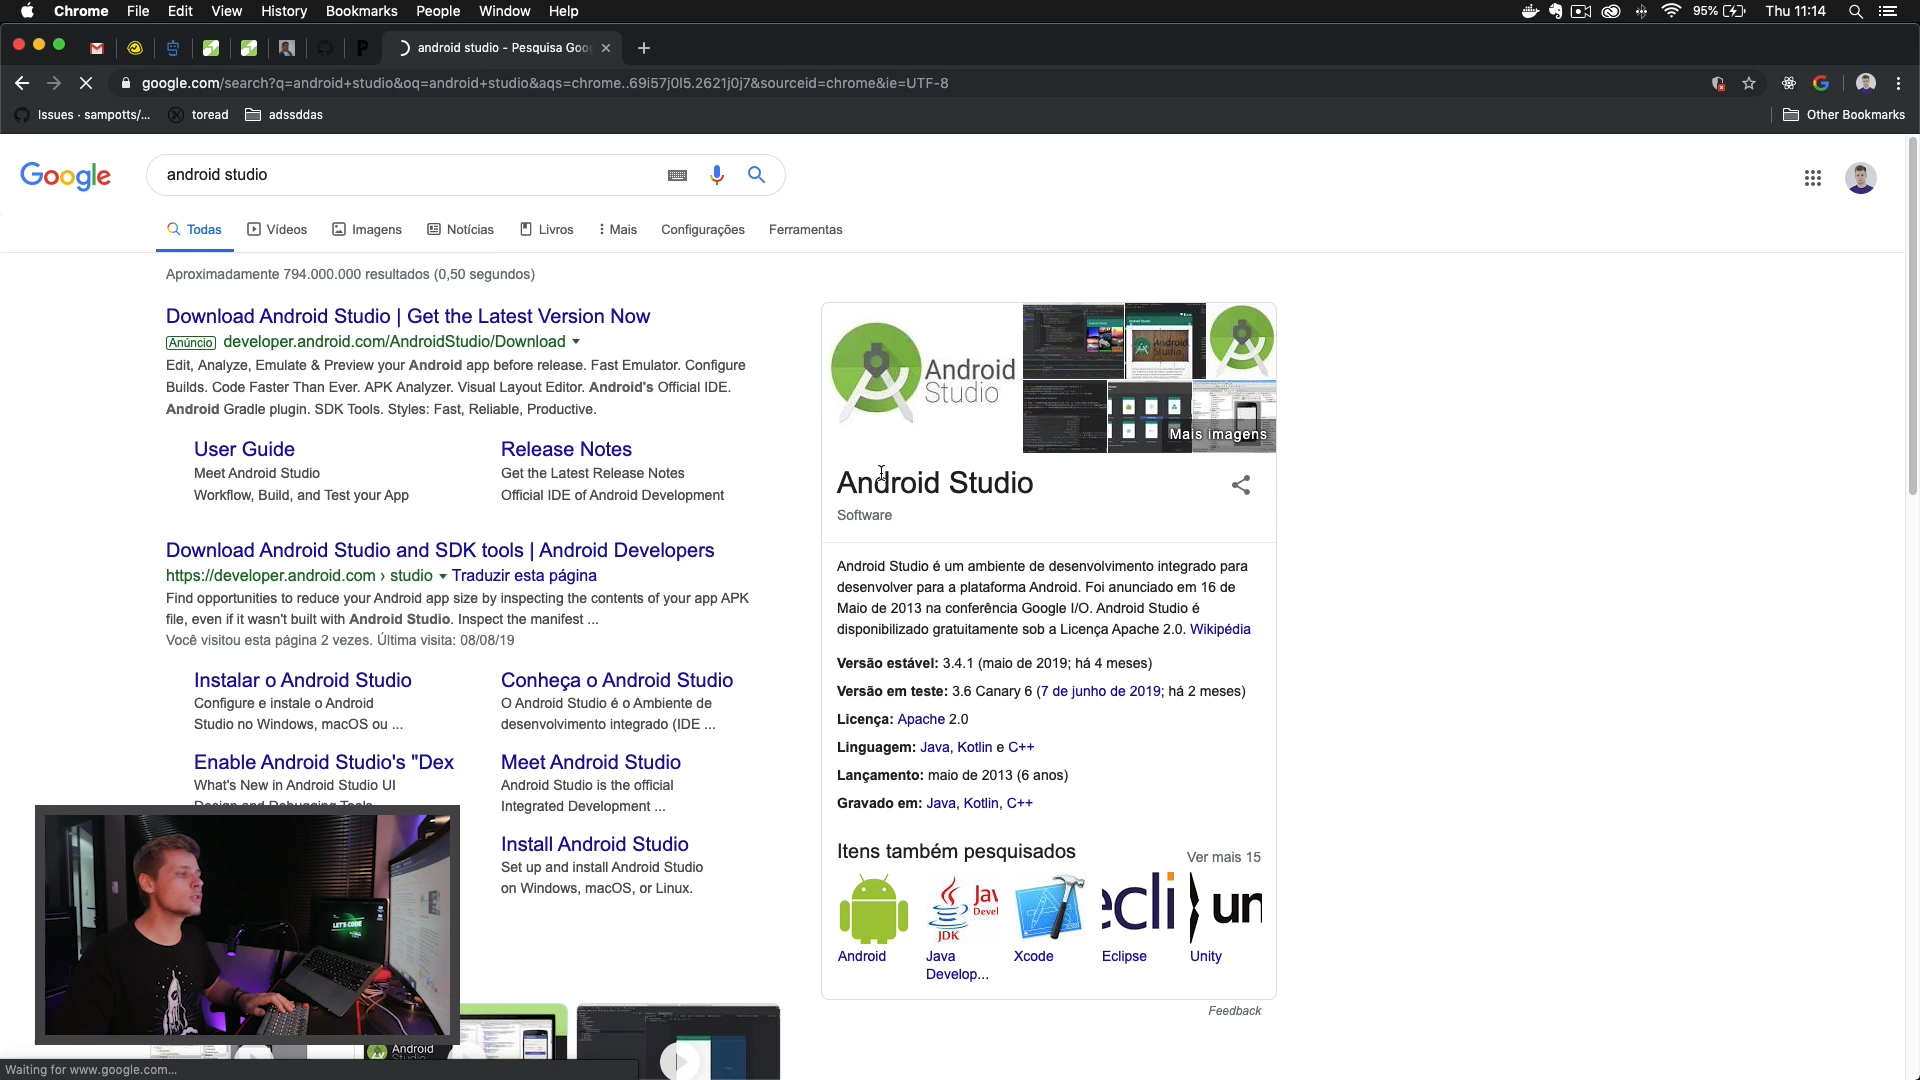 Chrome File Edit View History Bookmarks People Window Help
95% Thu 11:14
android studio - Pesquisa Goo
google.com/search?q=android+studio&oq=android+studio&aqs=chrome..69i57j0l5.2621j0j7&sourceid=chrome&ie=UTF-8
Issues · sampotts/... toread adssddas Other Bookmarks
Google
android studio
Todas Vídeos Imagens Notícias Livros Mais Configurações Ferramentas
Aproximadamente 794.000.000 resultados (0,50 segundos)
Download Android Studio | Get the Latest Version Now
Anúncio developer.android.com/AndroidStudio/Download
Edit, Analyze, Emulate & Preview your Android app before release. Fast Emulator. Configure
Builds. Code Faster Than Ever. APK Analyzer. Visual Layout Editor. Android's Official IDE.
Android Gradle plugin. SDK Tools. Styles: Fast, Reliable, Productive.
User Guide
Meet Android Studio
Workflow, Build, and Test your App
Release Notes
Get the Latest Release Notes
Official IDE of Android Development
Download Android Studio and SDK tools | Android Developers
https://developer.android.com › studio Traduzir esta página
Find opportunities to reduce your Android app size by inspecting the contents of your app APK
file, even if it wasn't built with Android Studio. Inspect the manifest ...
Você visitou esta página 2 vezes. Última visita: 08/08/19
Instalar o Android Studio
Configure e instale o Android
Studio no Windows, macOS ou ...
Conheça o Android Studio
O Android Studio é o Ambiente de
desenvolvimento integrado (IDE ...
Enable Android Studio's "Dex
What's New in Android Studio UI
Design and Debugging Tools
Meet Android Studio
Android Studio is the official
Integrated Development ...
Install Android Studio
Set up and install Android Studio
on Windows, macOS, or Linux.
LET'S CODE
Android
Studio
Waiting for www.google.com...
Android
Studio
Mais imagens
Android Studio
Software
Android Studio é um ambiente de desenvolvimento integrado para
desenvolver para a plataforma Android. Foi anunciado em 16 de
Maio de 2013 na conferência Google I/O. Android Studio é
disponibilizado gratuitamente sob a Licença Apache 2.0. Wikipédia
Versão estável: 3.4.1 (maio de 2019; há 4 meses)
Versão em teste: 3.6 Canary 6 (7 de junho de 2019; há 2 meses)
Licença: Apache 2.0
Linguagem: Java, Kotlin e C++
Lançamento: maio de 2013 (6 anos)
Gravado em: Java, Kotlin, C++
Itens também pesquisados
Ver mais 15
Jav
Devel
JDK
ecli
un
Android
Java
Develop...
Xcode
Eclipse
Unity
Feedback